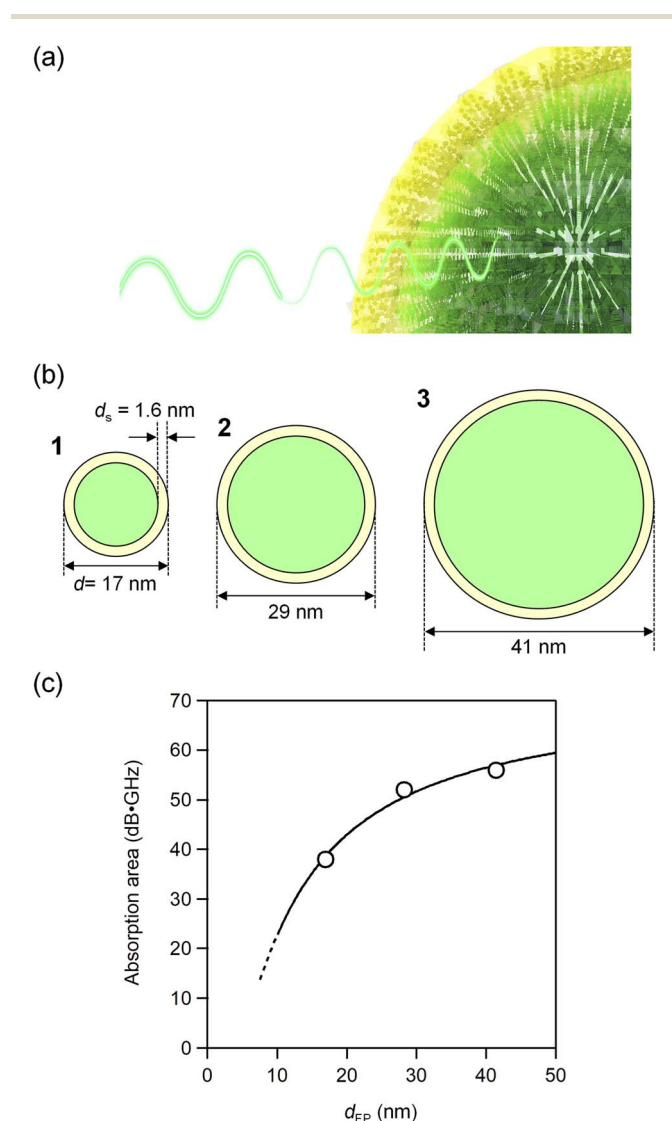 (a)
(b)
dₛ = 1.6 nm
1
2
3
d= 17 nm
29 nm
41 nm
(c)
70
60
50
40
30
20
10
0
Absorption area (dB•GHz)
0 10 20 30 40 50
d_EP (nm)